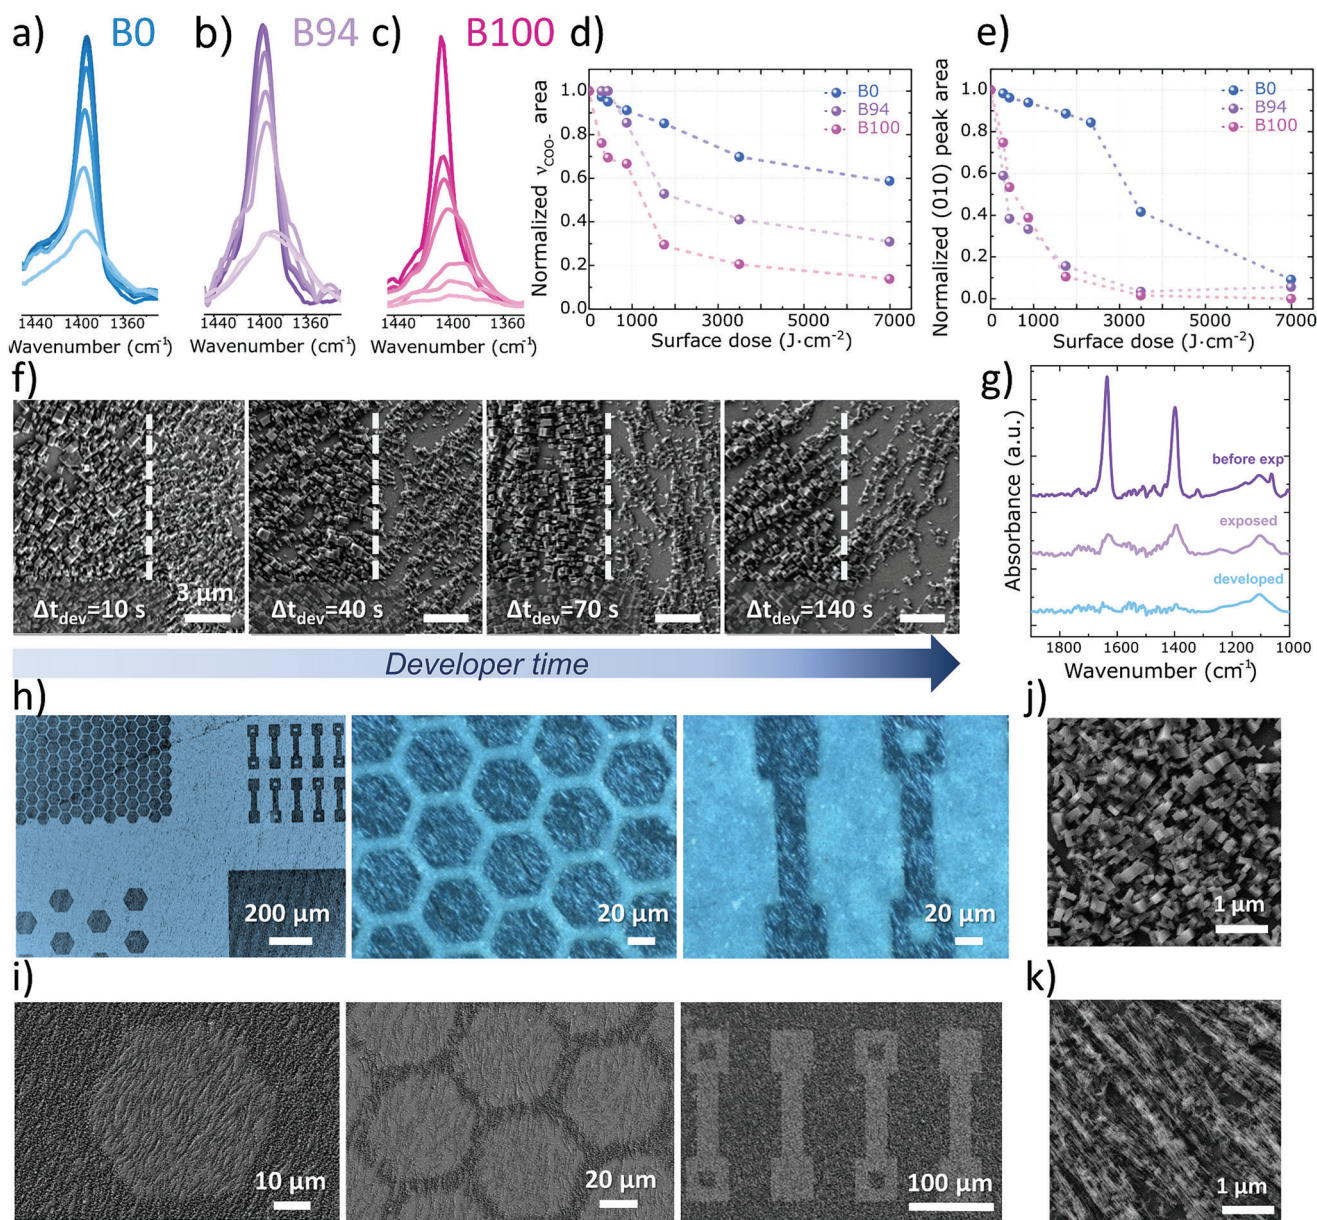 a)
B0
b)
B94
c)
B100
d)
e)
1440 1400 1360
Wavenumber (cm-1)
1440 1400 1360
Wavenumber (cm-1)
1440 1400
Wavenumber (cm-1)
Normalized νCOO- area
1.0
0.8
0.6
0.4
0.2
0.0
0 1000 3000 5000 7000
Surface dose (J·cm-2)
B0
B94
B100
Normalized (010) peak area
1.0
0.8
0.6
0.4
0.2
0.0
0 1000 3000 5000 7000
Surface dose (J·cm-2)
B0
B94
B100
f)
Δtdev=10 s
3 µm
Δtdev=40 s
Δtdev=70 s
Δtdev=140 s
Developer time
g)
Absorbance (a.u.)
before exp
exposed
developed
1800 1600 1400 1200 1000
Wavenumber (cm-1)
h)
200 µm
20 µm
20 µm
j)
1 µm
i)
10 µm
20 µm
100 µm
k)
1 µm